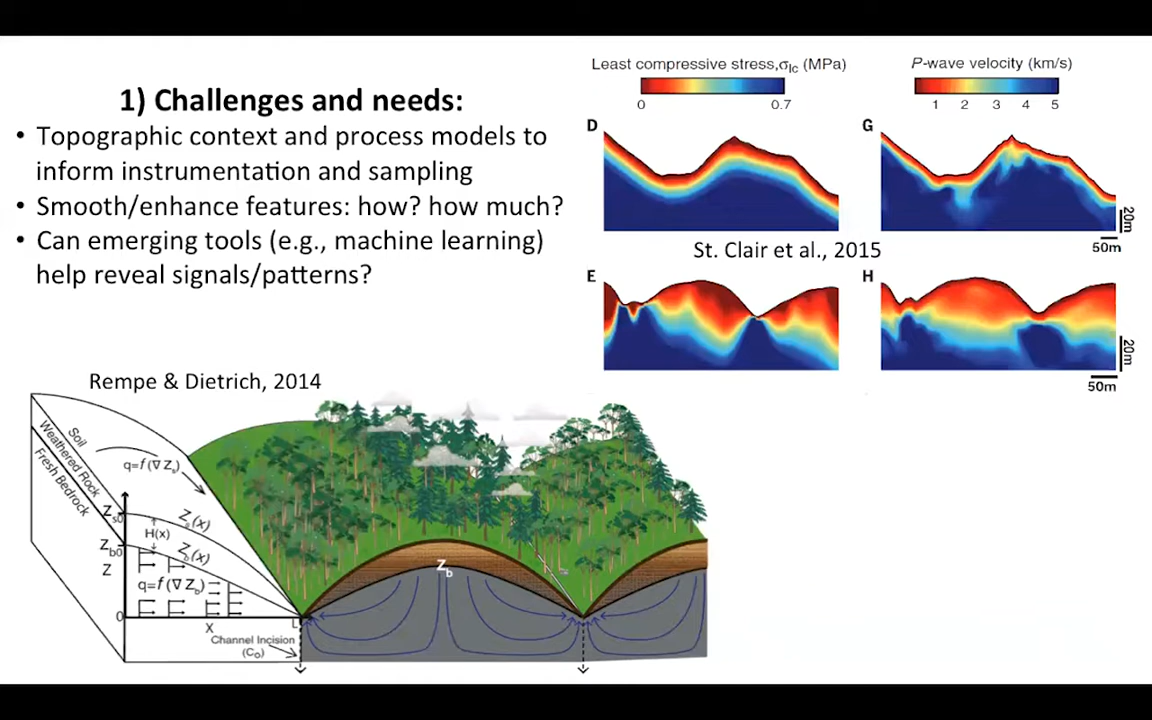 1) Challenges and needs:
• Topographic context and process models to
inform instrumentation and sampling
• Smooth/enhance features: how? how much?
• Can emerging tools (e.g., machine learning)
help reveal signals/patterns?
Least compressive stress,σlc (MPa)
0 0.7
P-wave velocity (km/s)
1 2 3 4 5
D
G
20m
50m
St. Clair et al., 2015
E
H
20m
50m
Rempe & Dietrich, 2014
Soil
Weathered Rock
Fresh Bedrock
q=f(∇Zs)
Zs0
Zs(x)
H(x)
Zb0
Zb(x)
Z
q=f(∇Zb)
0
X
L
Channel Incision
(Co)
Zb